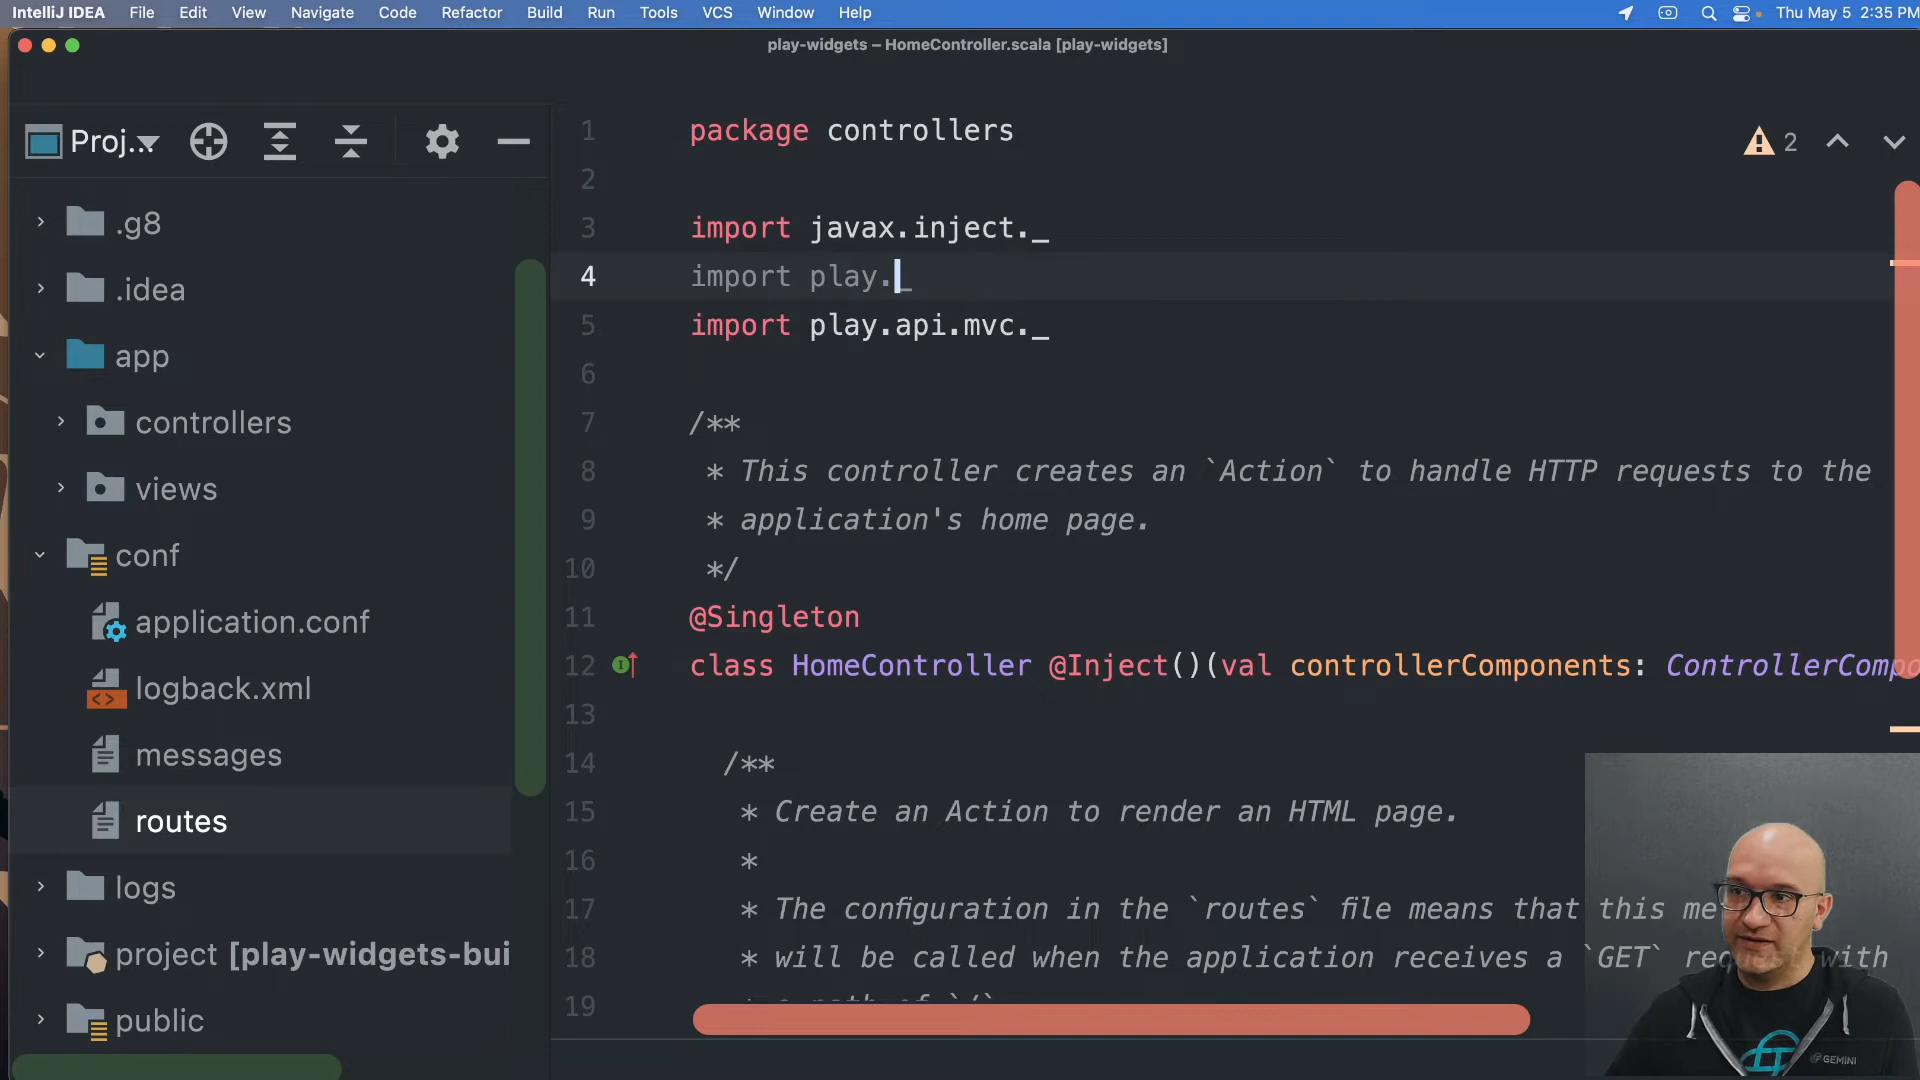 IntelliJ IDEA File Edit View Navigate Code Refactor Build Run Tools VCS Window Help Thu May 5 2:35 PM
play-widgets – HomeController.scala [play-widgets]
Proj...
.g8
.idea
app
controllers
views
conf
application.conf
logback.xml
messages
routes
logs
project [play-widgets-bui
public
2
1 package controllers
2
3 import javax.inject._
4 import play._
5 import play.api.mvc._
6
7 /**
8 * This controller creates an `Action` to handle HTTP requests to the
9 * application's home page.
10 */
11 @Singleton
12 class HomeController @Inject()(val controllerComponents: ControllerCompo
13
14 /**
15 * Create an Action to render an HTML page.
16 *
17 * The configuration in the `routes` file means that this me
18 * will be called when the application receives a `GET` request with
19 * a path of `/`
GEMINI